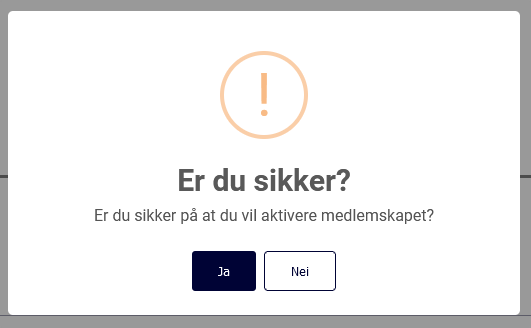 Er du sikker?
Er du sikker på at du vil aktivere medlemskapet?
Ja
Nei